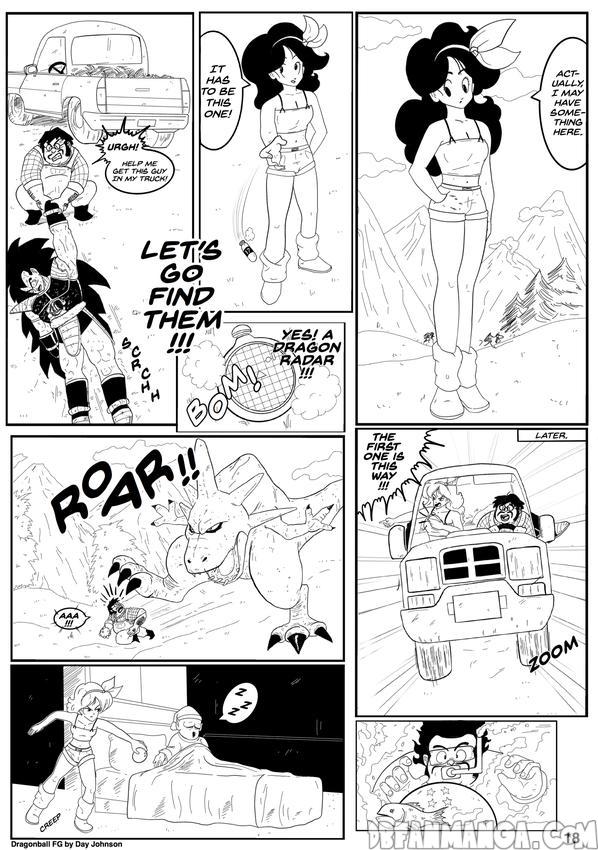 URGH!
HELP ME
GET THIS GUY
IN MY TRUCK!
IT
HAS TO
BE THIS
ONE!
ACT-
UALLY,
I MAY
HAVE
SOME-
THING
HERE.
LET'S
GO
FIND
THEM
!!!
SCRCHH
YES! A
DRAGON
RADAR
!!!
BOM!
ROAR!!
AAA
!!!
LATER,
THE
FIRST
ONE IS
THIS
WAY
!!!
ZOOM
Z
Z
Z
Z
CREEP
18
DBFANMANGA.COM
Dragonball FG by Day Johnson